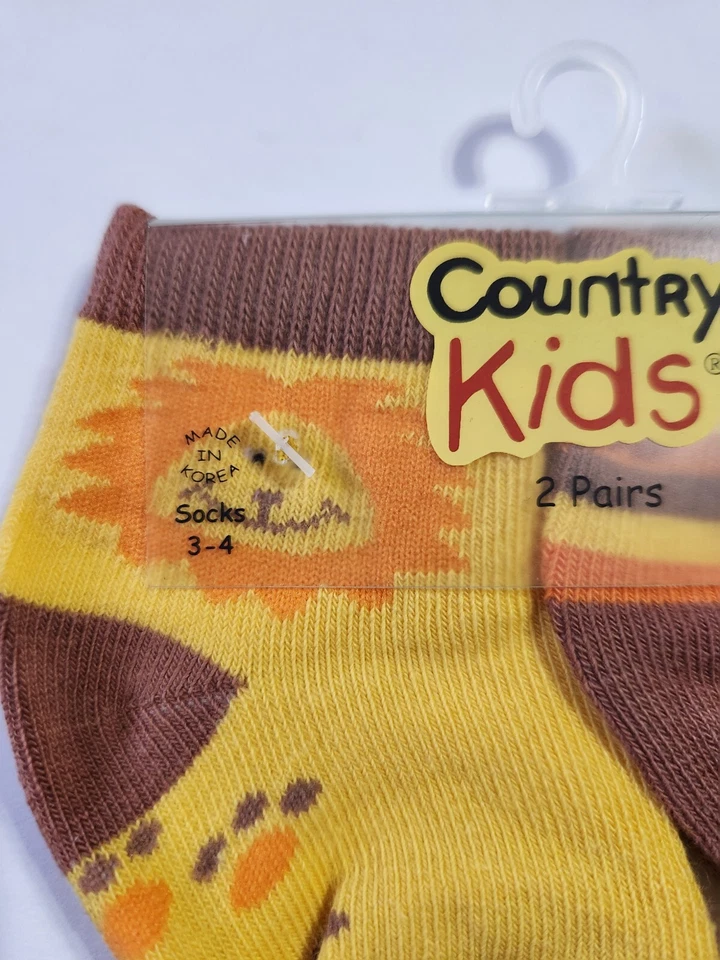 Country
Kids®
2 Pairs
MADE
IN
KOREA
Socks
3-4